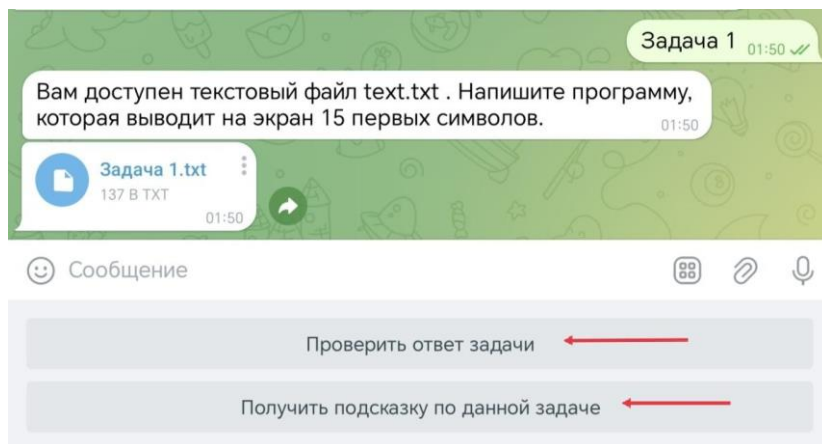 Задача 1 01:50
Вам доступен текстовый файл text.txt . Напишите программу,
которая выводит на экран 15 первых символов.
01:50
Задача 1.txt
137 B TXT
01:50
Сообщение
Проверить ответ задачи
Получить подсказку по данной задаче